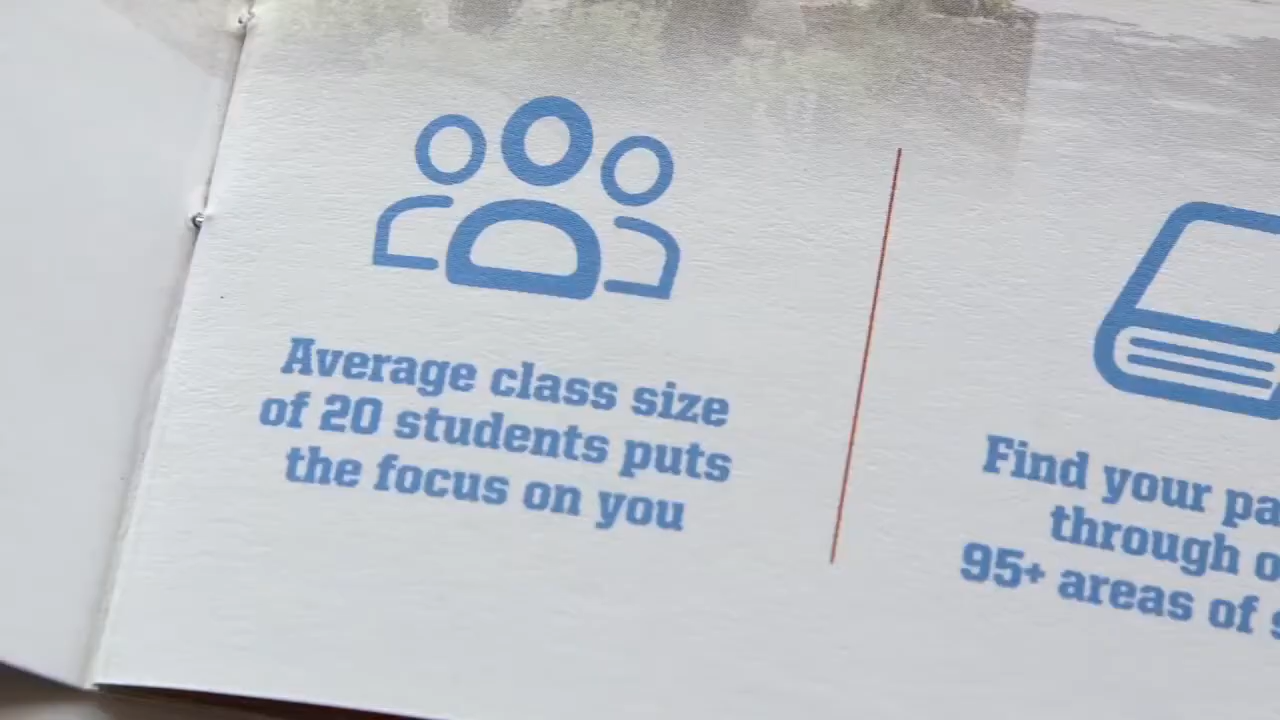 Average class size
of 20 students puts
the focus on you
Find your
through
95+ areas of